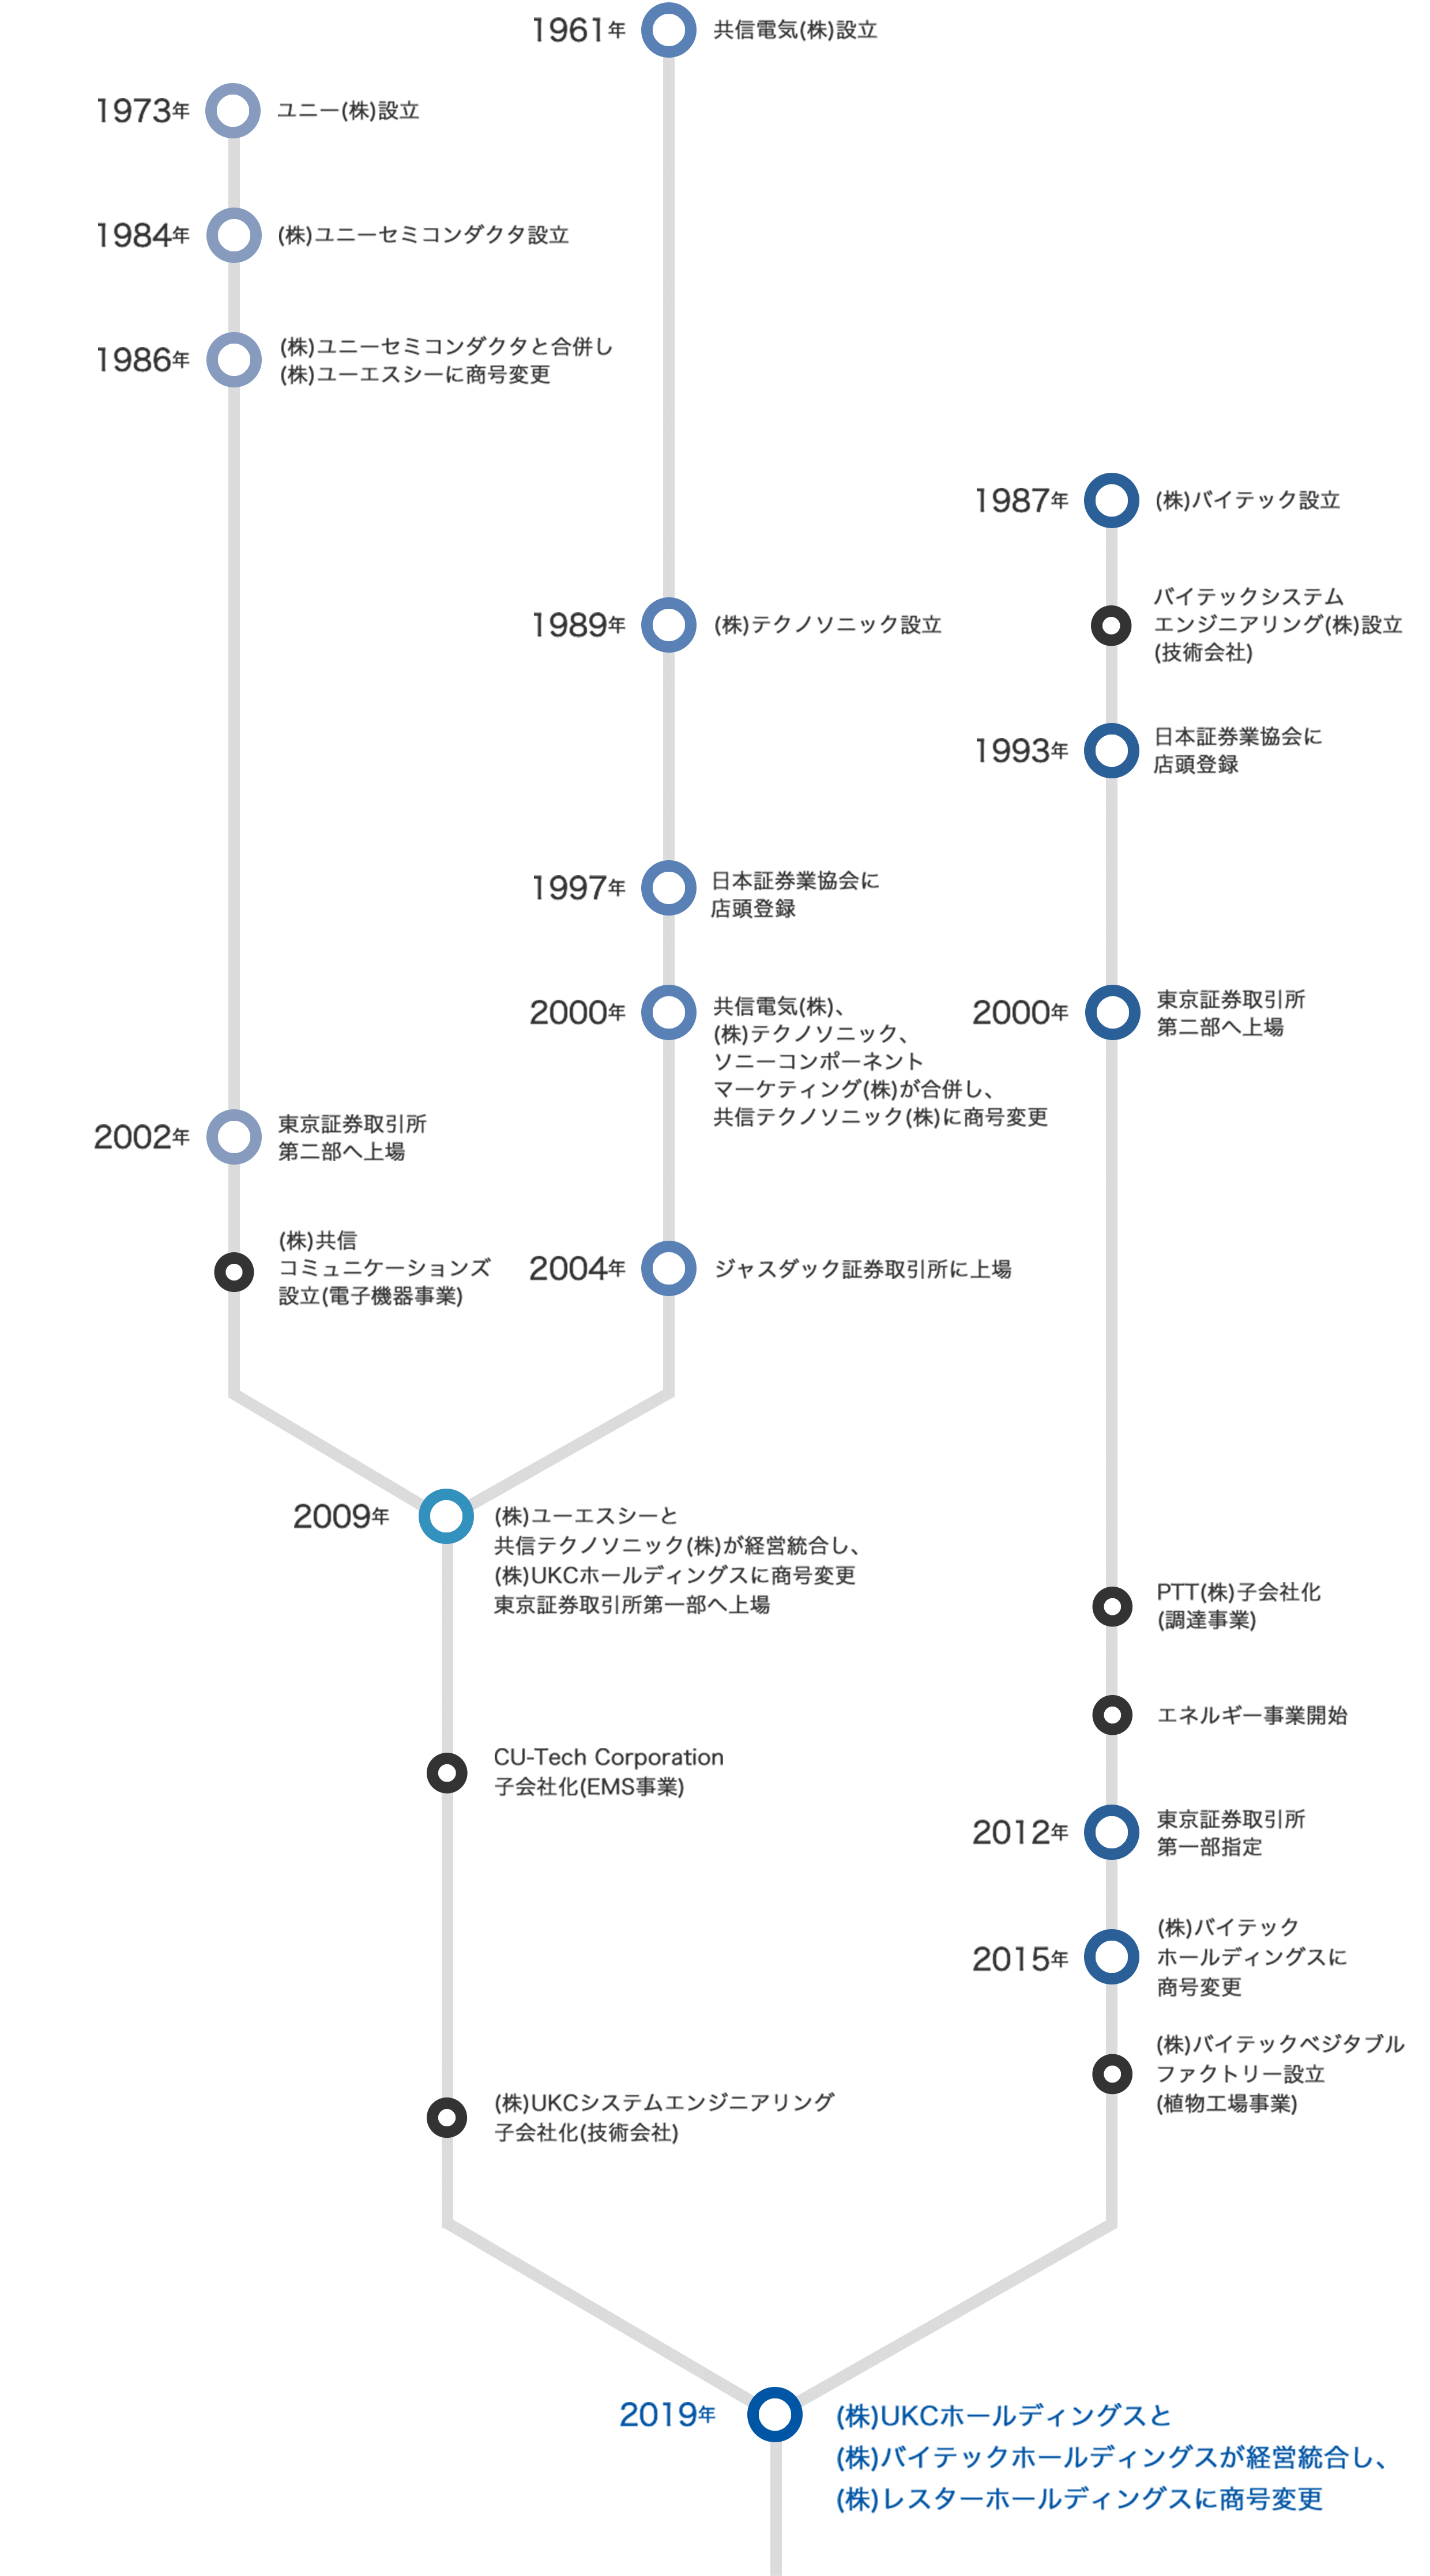 1961年 共信電気(株)設立
1973年 ユニー(株)設立
1984年 (株)ユニーセミコンダクタ設立
1986年
(株)ユニーセミコンダクタと合併し
(株)ユーエスシーに商号変更
1987年 (株)バイテック設立
1989年 (株)テクノソニック設立
バイテックシステム
エンジニアリング(株)設立
(技術会社)
1993年
日本証券業協会に
店頭登録
1997年
日本証券業協会に
店頭登録
2000年
共信電気(株)、
(株)テクノソニック、
ソニーコンポーネント
マーケティング(株)が合併し、
共信テクノソニック(株)に商号変更
2000年
東京証券取引所
第二部へ上場
2002年
東京証券取引所
第二部へ上場
(株)共信
コミュニケーションズ
設立(電子機器事業)
2004年 ジャスダック証券取引所に上場
2009年
(株)ユーエスシーと
共信テクノソニック(株)が経営統合し、
(株)UKCホールディングスに商号変更
東京証券取引所第一部へ上場
PTT(株)子会社化
(調達事業)
エネルギー事業開始
CU-Tech Corporation
子会社化(EMS事業)
2012年
東京証券取引所
第一部指定
2015年
(株)バイテック
ホールディングスに
商号変更
(株)バイテックベジタブル
ファクトリー設立
(植物工場事業)
(株)UKCシステムエンジニアリング
子会社化(技術会社)
2019年
(株)UKCホールディングスと
(株)バイテックホールディングスが経営統合し、
(株)レスターホールディングスに商号変更